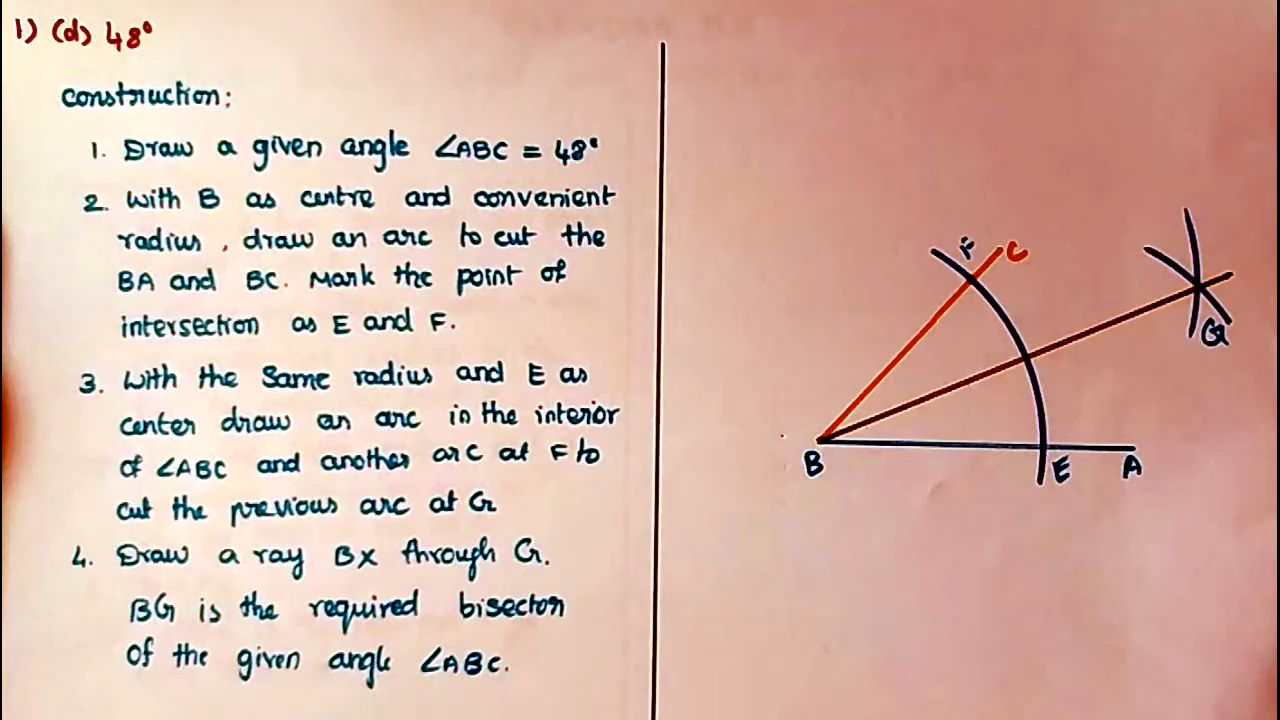 1) (d) 48°
Construction:
1. Draw a given angle ∠ABC = 48°
2. With B as centre and convenient
radius, draw an arc to cut the
BA and BC. Mark the point of
intersection as E and F.
3. With the same radius and E as
center draw an arc in the interior
of ∠ABC and another arc at F to
cut the previous arc at G
4. Draw a ray BX through G.
BG is the required bisector
of the given angle ∠ABC.
F C
G
B E A